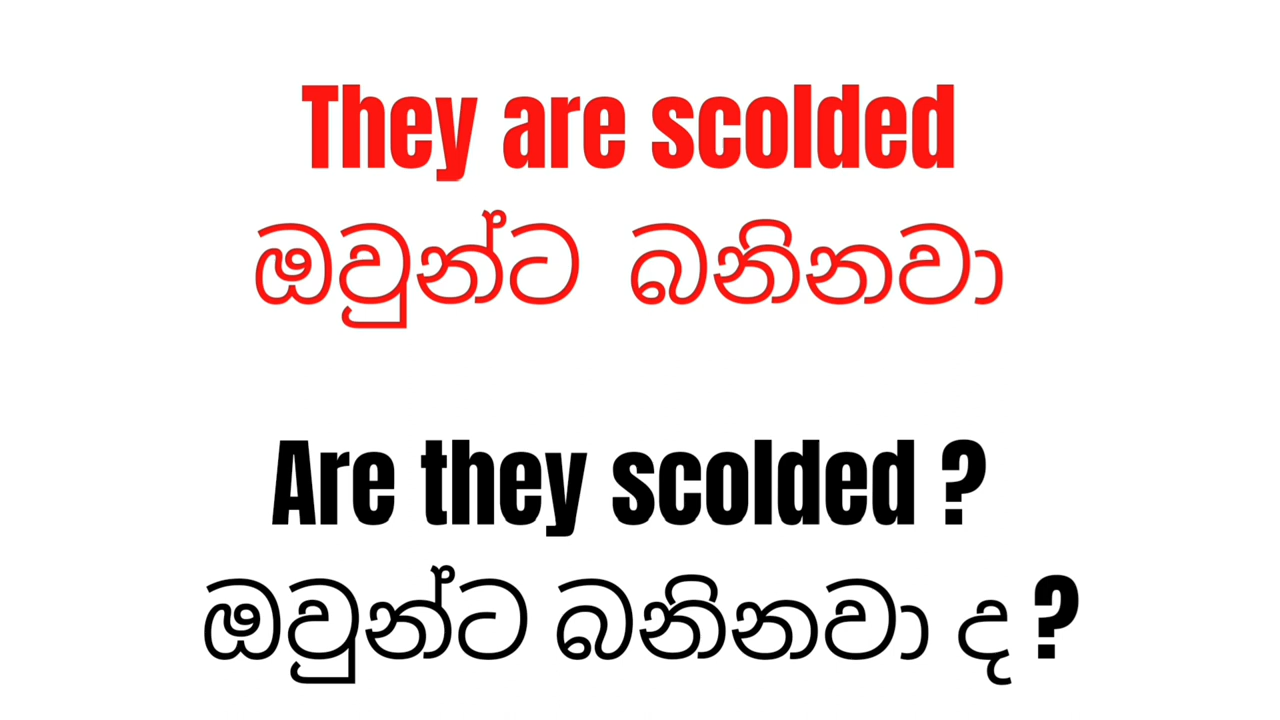 They are scolded
ඔවුන්ට බනිනවා
Are they scolded ?
ඔවුන්ට බනිනවා ද ?